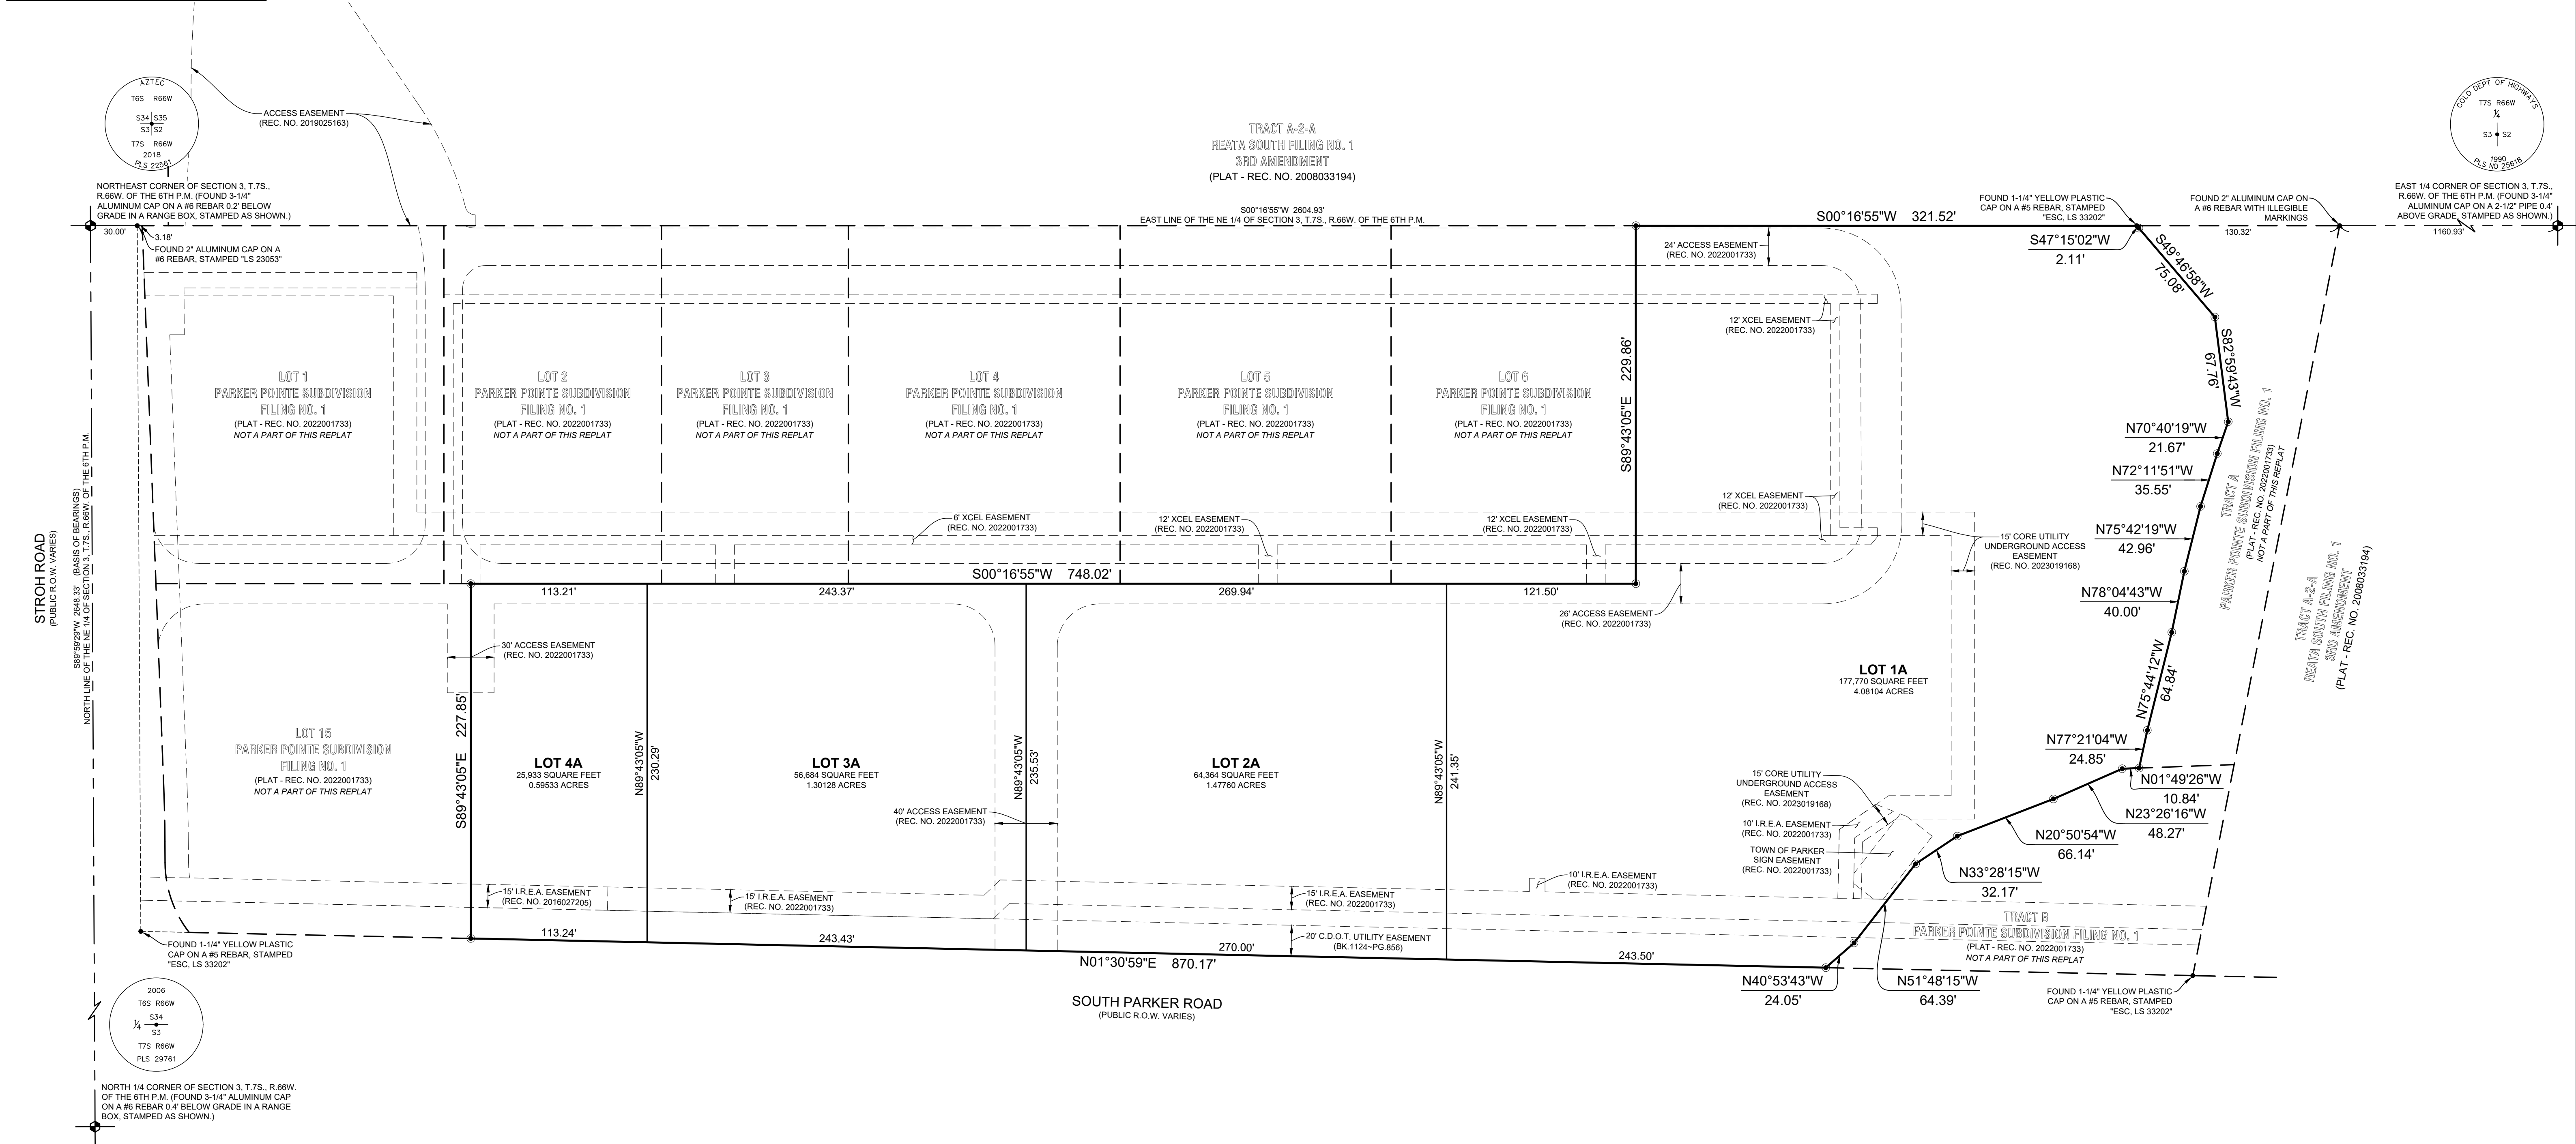 AZTEC
T6S R66W
S34 S35
S3 S2
T7S R66W
2018
PLS 22561
NORTHEAST CORNER OF SECTION 3, T.7S.,
R.66W. OF THE 6TH P.M. (FOUND 3-1/4"
ALUMINUM CAP ON A #6 REBAR 0.2' BELOW
GRADE IN A RANGE BOX, STAMPED AS SHOWN.)
ACCESS EASEMENT
(REC. NO. 2019025163)
30.00'
3.18'
FOUND 2" ALUMINUM CAP ON A
#6 REBAR, STAMPED "LS 23053"
TRACT A-2-A
REATA SOUTH FILING NO. 1
3RD AMENDMENT
(PLAT - REC. NO. 2008033194)
S00°16'55"W 2604.93'
EAST LINE OF THE NE 1/4 OF SECTION 3, T.7S., R.66W. OF THE 6TH P.M.
S00°16'55"W 321.52'
FOUND 1-1/4" YELLOW PLASTIC
CAP ON A #5 REBAR, STAMPED
"ESC, LS 33202"
FOUND 2" ALUMINUM CAP ON
A #6 REBAR WITH ILLEGIBLE
MARKINGS
COLO DEPT OF HIGHWAYS
T7S R66W
1/4
S3 S2
1990
PLS NO 25618
EAST 1/4 CORNER OF SECTION 3, T.7S.,
R.66W. OF THE 6TH P.M. (FOUND 3-1/4"
ALUMINUM CAP ON A 2-1/2" PIPE 0.4'
ABOVE GRADE, STAMPED AS SHOWN.)
130.32'
1160.93'
S47°15'02"W
2.11'
S49°46'58"W
75.08'
S82°59'43"W
67.76'
N70°40'19"W
21.67'
N72°11'51"W
35.55'
N75°42'19"W
42.96'
N78°04'43"W
40.00'
N75°44'12"W
64.84'
N77°21'04"W
24.85'
N01°49'26"W
10.84'
N23°26'16"W
48.27'
N20°50'54"W
66.14'
N33°28'15"W
32.17'
N51°48'15"W
64.39'
N40°53'43"W
24.05'
24' ACCESS EASEMENT
(REC. NO. 2022001733)
12' XCEL EASEMENT
(REC. NO. 2022001733)
S89°43'05"E 229.86'
LOT 1
PARKER POINTE SUBDIVISION
FILING NO. 1
(PLAT - REC. NO. 2022001733)
NOT A PART OF THIS REPLAT
LOT 2
PARKER POINTE SUBDIVISION
FILING NO. 1
(PLAT - REC. NO. 2022001733)
NOT A PART OF THIS REPLAT
LOT 3
PARKER POINTE SUBDIVISION
FILING NO. 1
(PLAT - REC. NO. 2022001733)
NOT A PART OF THIS REPLAT
LOT 4
PARKER POINTE SUBDIVISION
FILING NO. 1
(PLAT - REC. NO. 2022001733)
NOT A PART OF THIS REPLAT
LOT 5
PARKER POINTE SUBDIVISION
FILING NO. 1
(PLAT - REC. NO. 2022001733)
NOT A PART OF THIS REPLAT
LOT 6
PARKER POINTE SUBDIVISION
FILING NO. 1
(PLAT - REC. NO. 2022001733)
NOT A PART OF THIS REPLAT
TRACT A
PARKER POINTE SUBDIVISION FILING NO. 1
(PLAT - REC. NO. 2022001733)
NOT A PART OF THIS REPLAT
TRACT A-2-A
REATA SOUTH FILING NO. 1
3RD AMENDMENT
(PLAT - REC. NO. 2008033194)
STROH ROAD
(PUBLIC R.O.W. VARIES)
S89°59'29"W 2648.33' (BASIS OF BEARINGS)
NORTH LINE OF THE NE 1/4 OF SECTION 3, T.7S., R.66W. OF THE 6TH P.M.
6' XCEL EASEMENT
(REC. NO. 2022001733)
12' XCEL EASEMENT
(REC. NO. 2022001733)
12' XCEL EASEMENT
(REC. NO. 2022001733)
12' XCEL EASEMENT
(REC. NO. 2022001733)
15' CORE UTILITY
UNDERGROUND ACCESS
EASEMENT
(REC. NO. 2023019168)
S00°16'55"W 748.02'
113.21'
243.37'
269.94'
121.50'
26' ACCESS EASEMENT
(REC. NO. 2022001733)
30' ACCESS EASEMENT
(REC. NO. 2022001733)
S89°43'05"E 227.85'
N89°43'05"W
230.29'
N89°43'05"W
235.53'
N89°43'05"W
241.35'
LOT 15
PARKER POINTE SUBDIVISION
FILING NO. 1
(PLAT - REC. NO. 2022001733)
NOT A PART OF THIS REPLAT
LOT 4A
25,933 SQUARE FEET
0.59533 ACRES
LOT 3A
56,684 SQUARE FEET
1.30128 ACRES
LOT 2A
64,364 SQUARE FEET
1.47760 ACRES
LOT 1A
177,770 SQUARE FEET
4.08104 ACRES
40' ACCESS EASEMENT
(REC. NO. 2022001733)
15' CORE UTILITY
UNDERGROUND ACCESS
EASEMENT
(REC. NO. 2023019168)
10' I.R.E.A. EASEMENT
(REC. NO. 2022001733)
TOWN OF PARKER
SIGN EASEMENT
(REC. NO. 2022001733)
15' I.R.E.A. EASEMENT
(REC. NO. 2016027205)
15' I.R.E.A. EASEMENT
(REC. NO. 2022001733)
15' I.R.E.A. EASEMENT
(REC. NO. 2022001733)
10' I.R.E.A. EASEMENT
(REC. NO. 2022001733)
20' C.D.O.T. UTILITY EASEMENT
(BK.1124~PG.856)
TRACT B
PARKER POINTE SUBDIVISION FILING NO. 1
(PLAT - REC. NO. 2022001733)
NOT A PART OF THIS REPLAT
113.24'
243.43'
270.00'
243.50'
N01°30'59"E 870.17'
SOUTH PARKER ROAD
(PUBLIC R.O.W. VARIES)
FOUND 1-1/4" YELLOW PLASTIC
CAP ON A #5 REBAR, STAMPED
"ESC, LS 33202"
FOUND 1-1/4" YELLOW PLASTIC
CAP ON A #5 REBAR, STAMPED
"ESC, LS 33202"
2006
T6S R66W
S34
1/4
S3
T7S R66W
PLS 29761
NORTH 1/4 CORNER OF SECTION 3, T.7S., R.66W.
OF THE 6TH P.M. (FOUND 3-1/4" ALUMINUM CAP
ON A #6 REBAR 0.4' BELOW GRADE IN A RANGE
BOX, STAMPED AS SHOWN.)